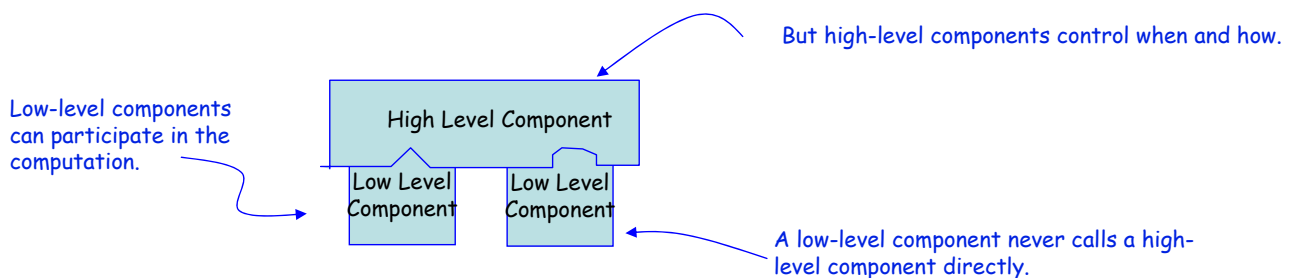 But high-level components control when and how.
Low-level components
can participate in the
computation.
High Level Component
Low Level
Component
Low Level
Component
A low-level component never calls a high-
level component directly.